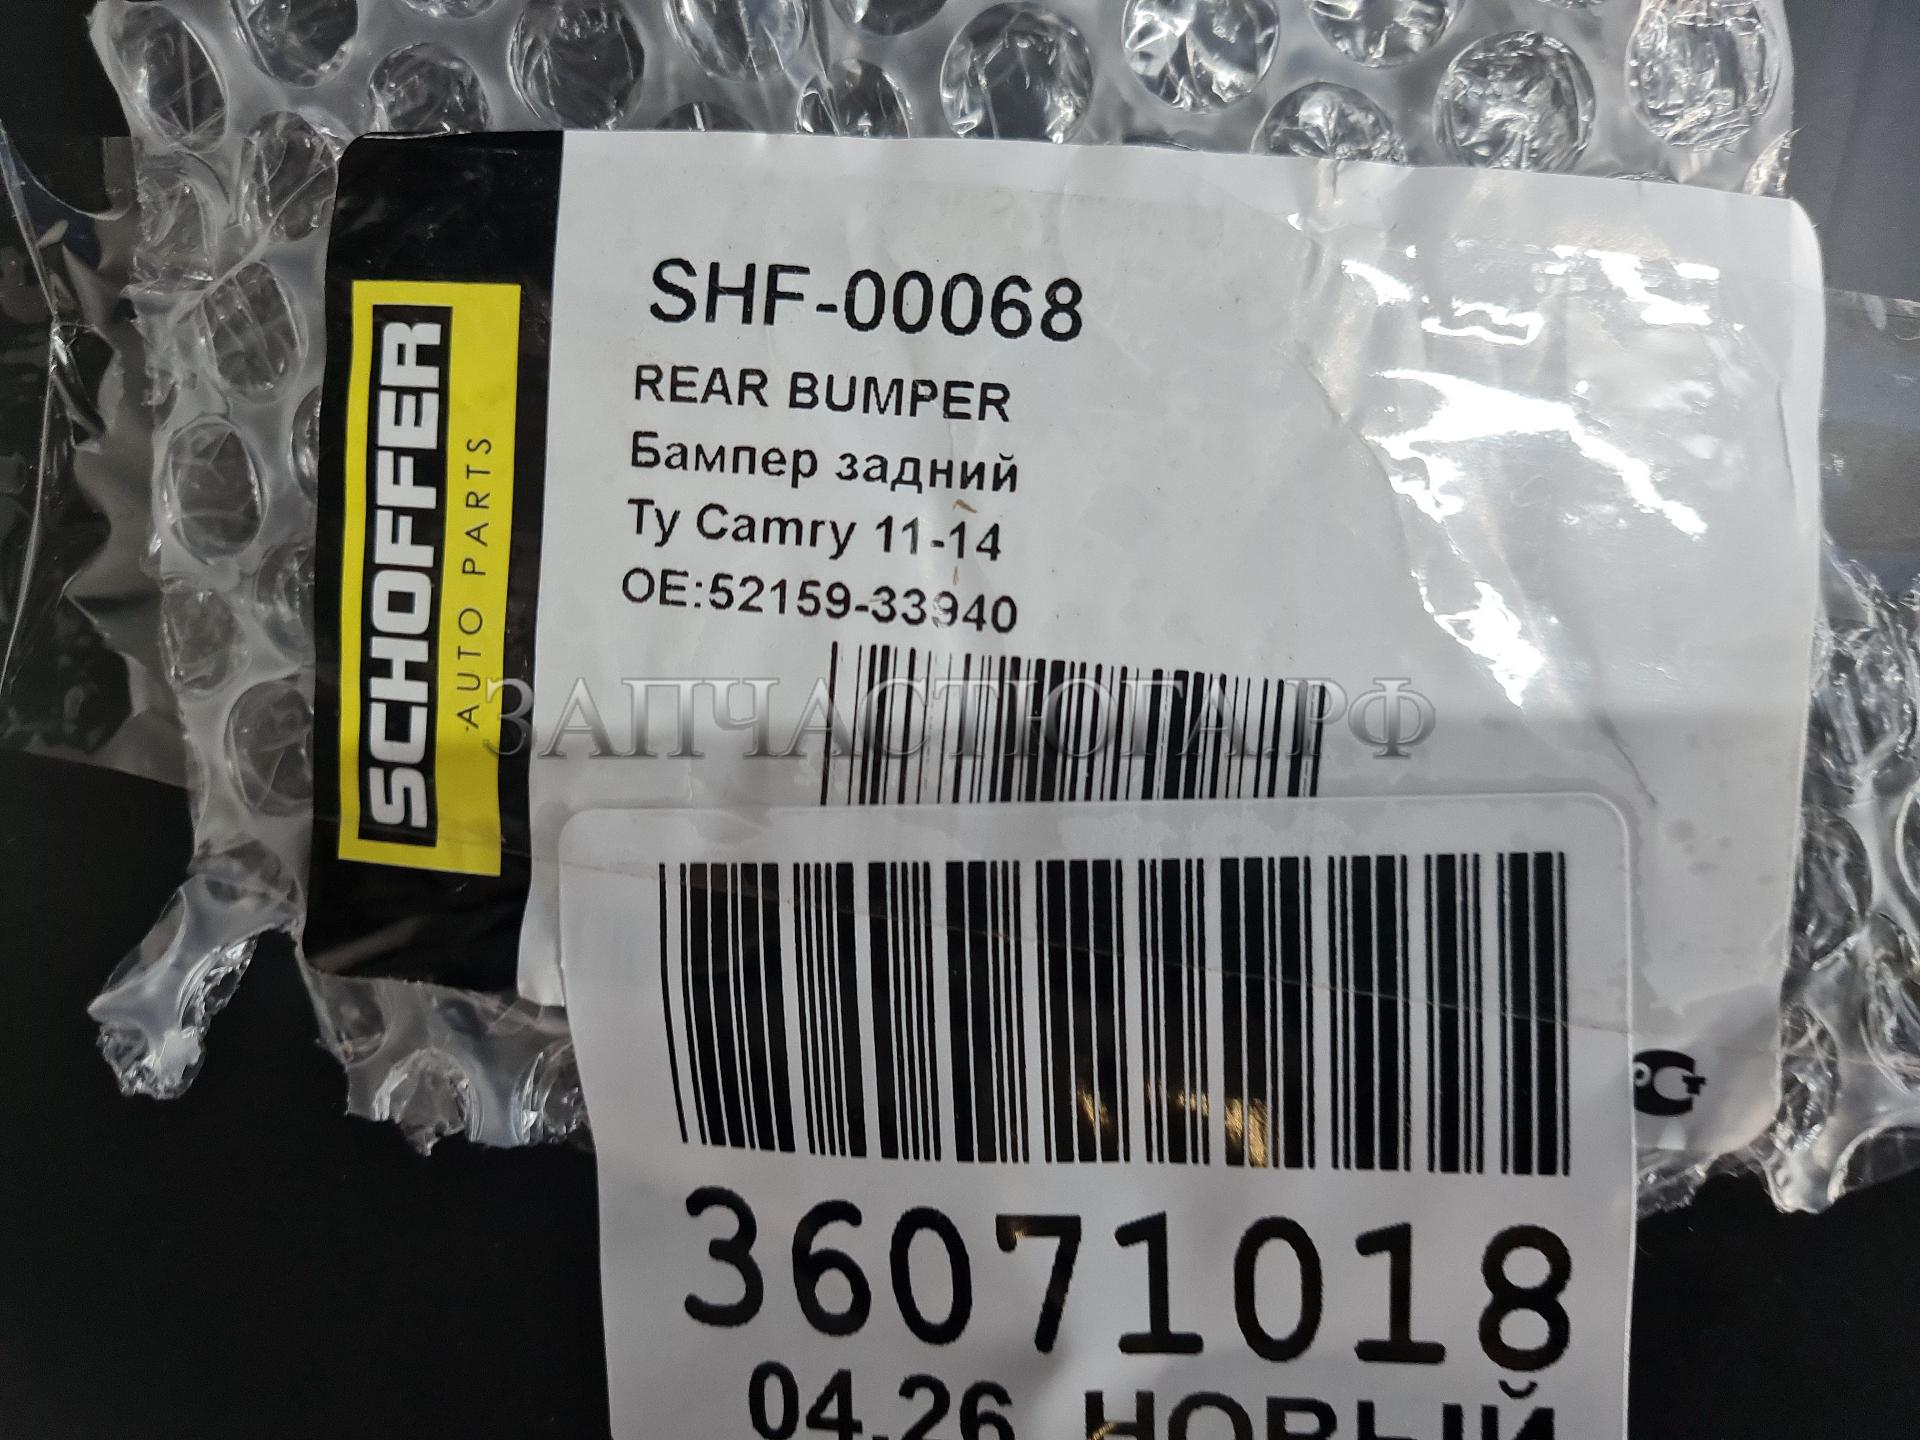 SCHOFFER
AUTO PARTS
SHF-00068
REAR BUMPER
Бампер задний
Ty Camry 11-14
OE:52159-33940
ЗАПЧАСТЮГА.РФ
РСТ
36071018
04.26 НОВЫЙ